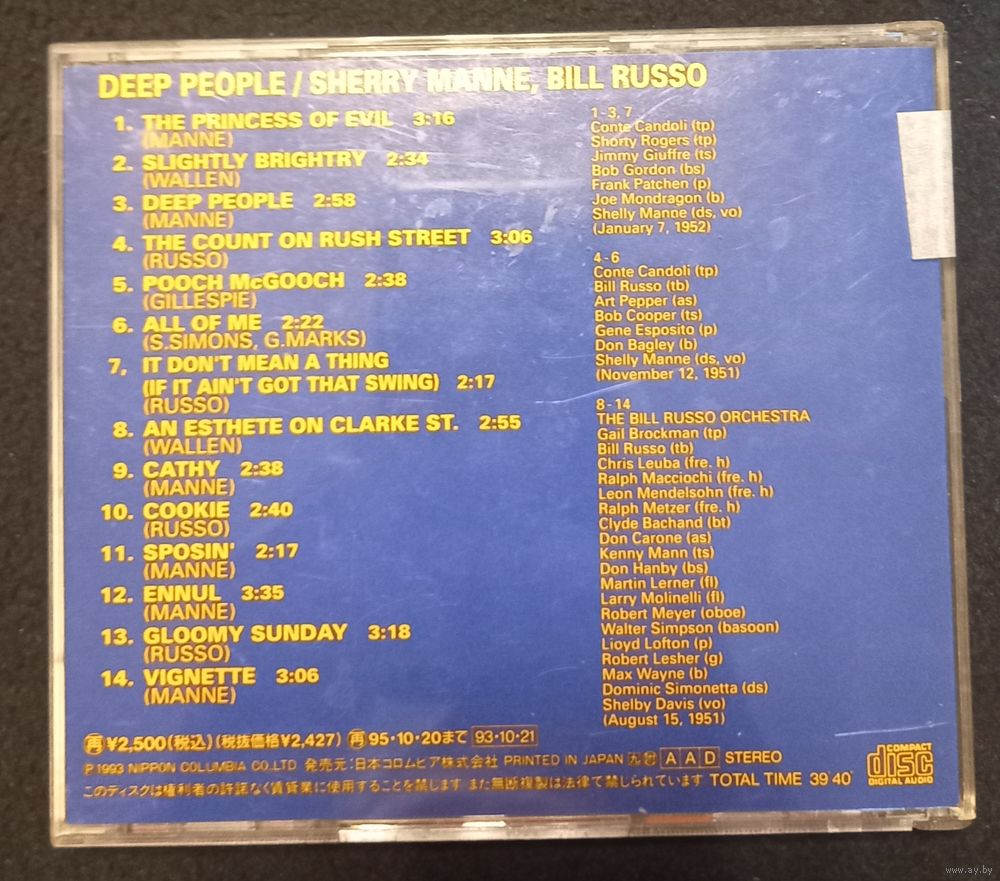 DEEP PEOPLE / SHERRY MANNE, BILL RUSSO
1. THE PRINCESS OF EVIL 3:16
(MANNE)
2. SLIGHTLY BRIGHTRY 2:34
(WALLEN)
3. DEEP PEOPLE 2:58
(MANNE)
4. THE COUNT ON RUSH STREET 3:06
(RUSSO)
5. POOCH McGOOCH 2:38
(GILLESPIE)
6. ALL OF ME 2:22
(S.SIMONS, G.MARKS)
7, IT DON'T MEAN A THING
(IF IT AIN'T GOT THAT SWING) 2:17
(RUSSO)
8. AN ESTHETE ON CLARKE ST. 2:55
(WALLEN)
9. CATHY 2:38
(MANNE)
10. COOKIE 2:40
(RUSSO)
11. SPOSIN' 2:17
(MANNE)
12. ENNUL 3:35
(MANNE)
13. GLOOMY SUNDAY 3:18
(RUSSO)
14. VIGNETTE 3:06
(MANNE)
1-3, 7
Conte Candoli (tp)
Shorty Rogers (tp)
Jimmy Giuffre (ts)
Bob Gordon (bs)
Frank Patchen (p)
Joe Mondragon (b)
Shelly Manne (ds, vo)
(January 7, 1952)
4-6
Conte Candoli (tp)
Bill Russo (tb)
Art Pepper (as)
Bob Cooper (ts)
Gene Esposito (p)
Don Bagley (b)
Shelly Manne (ds, vo)
(November 12, 1951)
8-14
THE BILL RUSSO ORCHESTRA
Gail Brockman (tp)
Bill Russo (tb)
Chris Leuba (fre. h)
Ralph Macciochi (fre. h)
Leon Mendelsohn (fre. h)
Ralph Metzer (fre. h)
Clyde Bachand (bt)
Don Carone (as)
Kenny Mann (ts)
Don Hanby (bs)
Martin Lerner (fl)
Larry Molinelli (fl)
Robert Meyer (oboe)
Walter Simpson (basoon)
Lioyd Lofton (p)
Robert Lesher (g)
Max Wayne (b)
Dominic Simonetta (ds)
Shelby Davis (vo)
(August 15, 1951)
再 ¥2,500(税込)(税抜価格¥2,427) 再 95・10・20まで 93・10・21
℗1993 NIPPON COLUMBIA CO.,LTD 発売元:日本コロムビア株式会社 PRINTED IN JAPAN A A D STEREO
このディスクは権利者の許諾なく賃貸業に使用することを禁じます また無断複製は法律で禁じられています TOTAL TIME 39'40
COMPACT
disc
DIGITAL AUDIO
www.ay.by